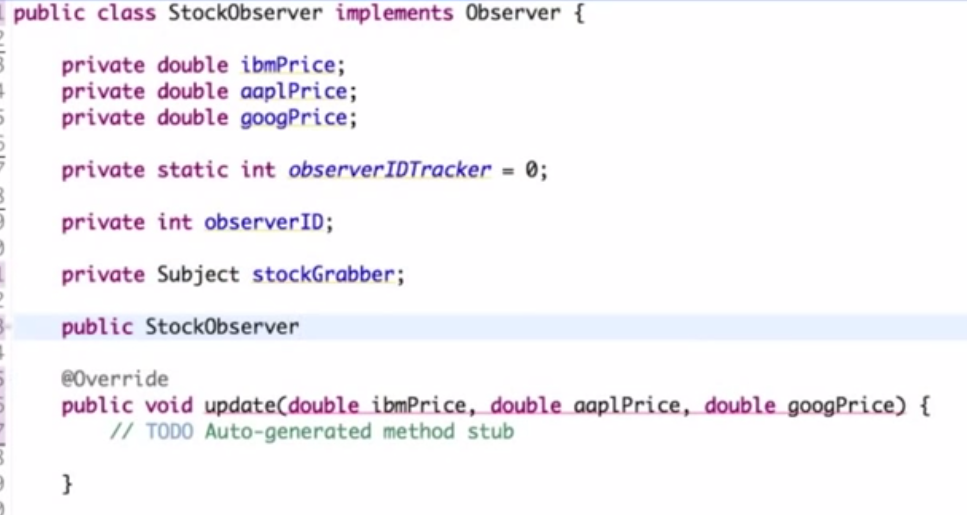 public class StockObserver implements Observer {
private double ibmPrice;
private double aaplPrice;
private double googPrice;
private static int observerIDTracker = 0;
private int observerID;
private Subject stockGrabber;
public StockObserver
@Override
public void update(double ibmPrice, double aaplPrice, double googPrice) {
// TODO Auto-generated method stub
}